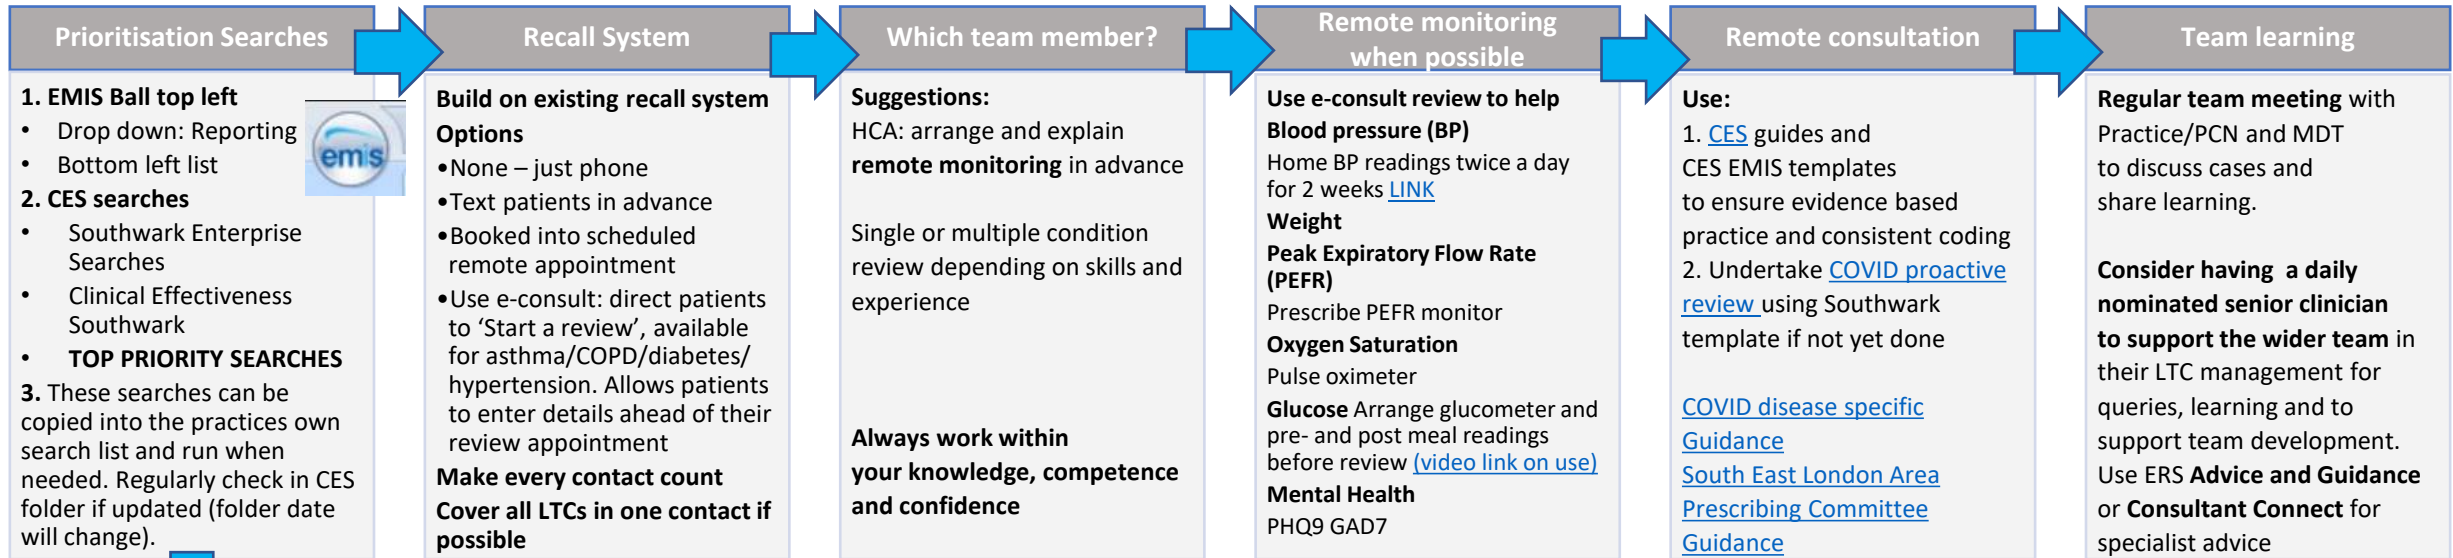 Prioritisation Searches
1. EMIS Ball top left
• Drop down: Reporting
• Bottom left list
emis
2. CES searches
• Southwark Enterprise
Searches
• Clinical Effectiveness
Southwark
• TOP PRIORITY SEARCHES
3. These searches can be
copied into the practices own
search list and run when
needed. Regularly check in CES
folder if updated (folder date
will change).
Recall System
Build on existing recall system
Options
•None – just phone
•Text patients in advance
•Booked into scheduled
remote appointment
•Use e-consult: direct patients
to ‘Start a review’, available
for asthma/COPD/diabetes/
hypertension. Allows patients
to enter details ahead of their
review appointment
Make every contact count
Cover all LTCs in one contact if
possible
Which team member?
Suggestions:
HCA: arrange and explain
remote monitoring in advance
Single or multiple condition
review depending on skills and
experience
Always work within
your knowledge, competence
and confidence
Remote monitoring
when possible
Use e-consult review to help
Blood pressure (BP)
Home BP readings twice a day
for 2 weeks LINK
Weight
Peak Expiratory Flow Rate
(PEFR)
Prescribe PEFR monitor
Oxygen Saturation
Pulse oximeter
Glucose Arrange glucometer and
pre- and post meal readings
before review (video link on use)
Mental Health
PHQ9 GAD7
Remote consultation
Use:
1. CES guides and
CES EMIS templates
to ensure evidence based
practice and consistent coding
2. Undertake COVID proactive
review using Southwark
template if not yet done
COVID disease specific
Guidance
South East London Area
Prescribing Committee
Guidance
Team learning
Regular team meeting with
Practice/PCN and MDT
to discuss cases and
share learning.
Consider having a daily
nominated senior clinician
to support the wider team in
their LTC management for
queries, learning and to
support team development.
Use ERS Advice and Guidance
or Consultant Connect for
specialist advice